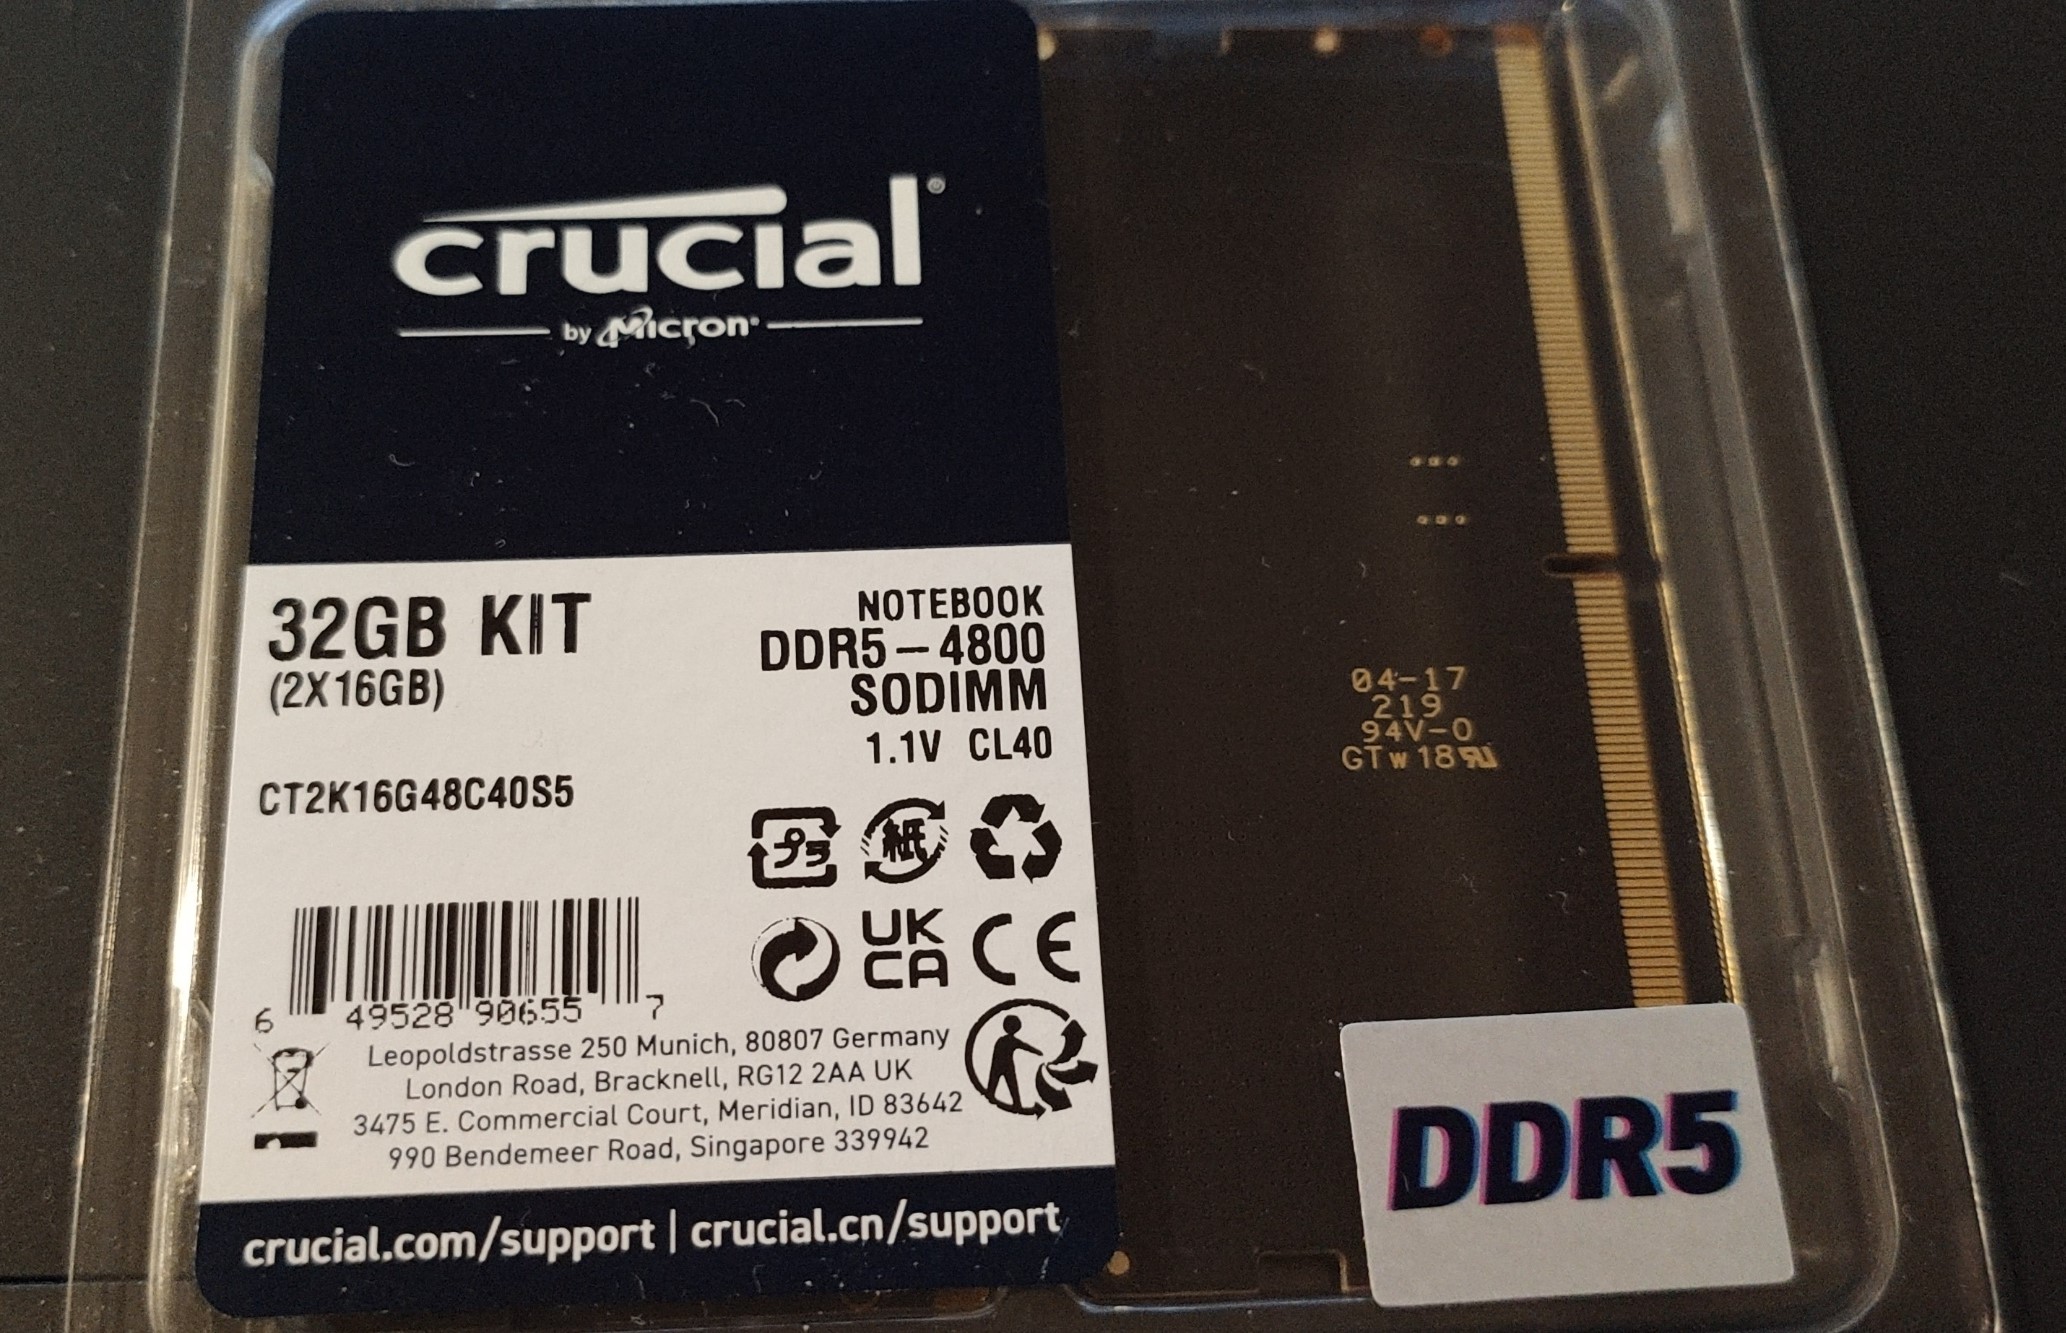 crucial®
by Micron®
32GB KIT
(2X16GB)
NOTEBOOK
DDR5-4800
SODIMM
1.1V CL40
CT2K16G48C40S5
プラ
紙
UK
CA
CE
6 49528 90655 7
Leopoldstrasse 250 Munich, 80807 Germany
London Road, Bracknell, RG12 2AA UK
3475 E. Commercial Court, Meridian, ID 83642
990 Bendemeer Road, Singapore 339942
crucial.com/support | crucial.cn/support
04-17
219
94V-0
GTw 18
DDR5